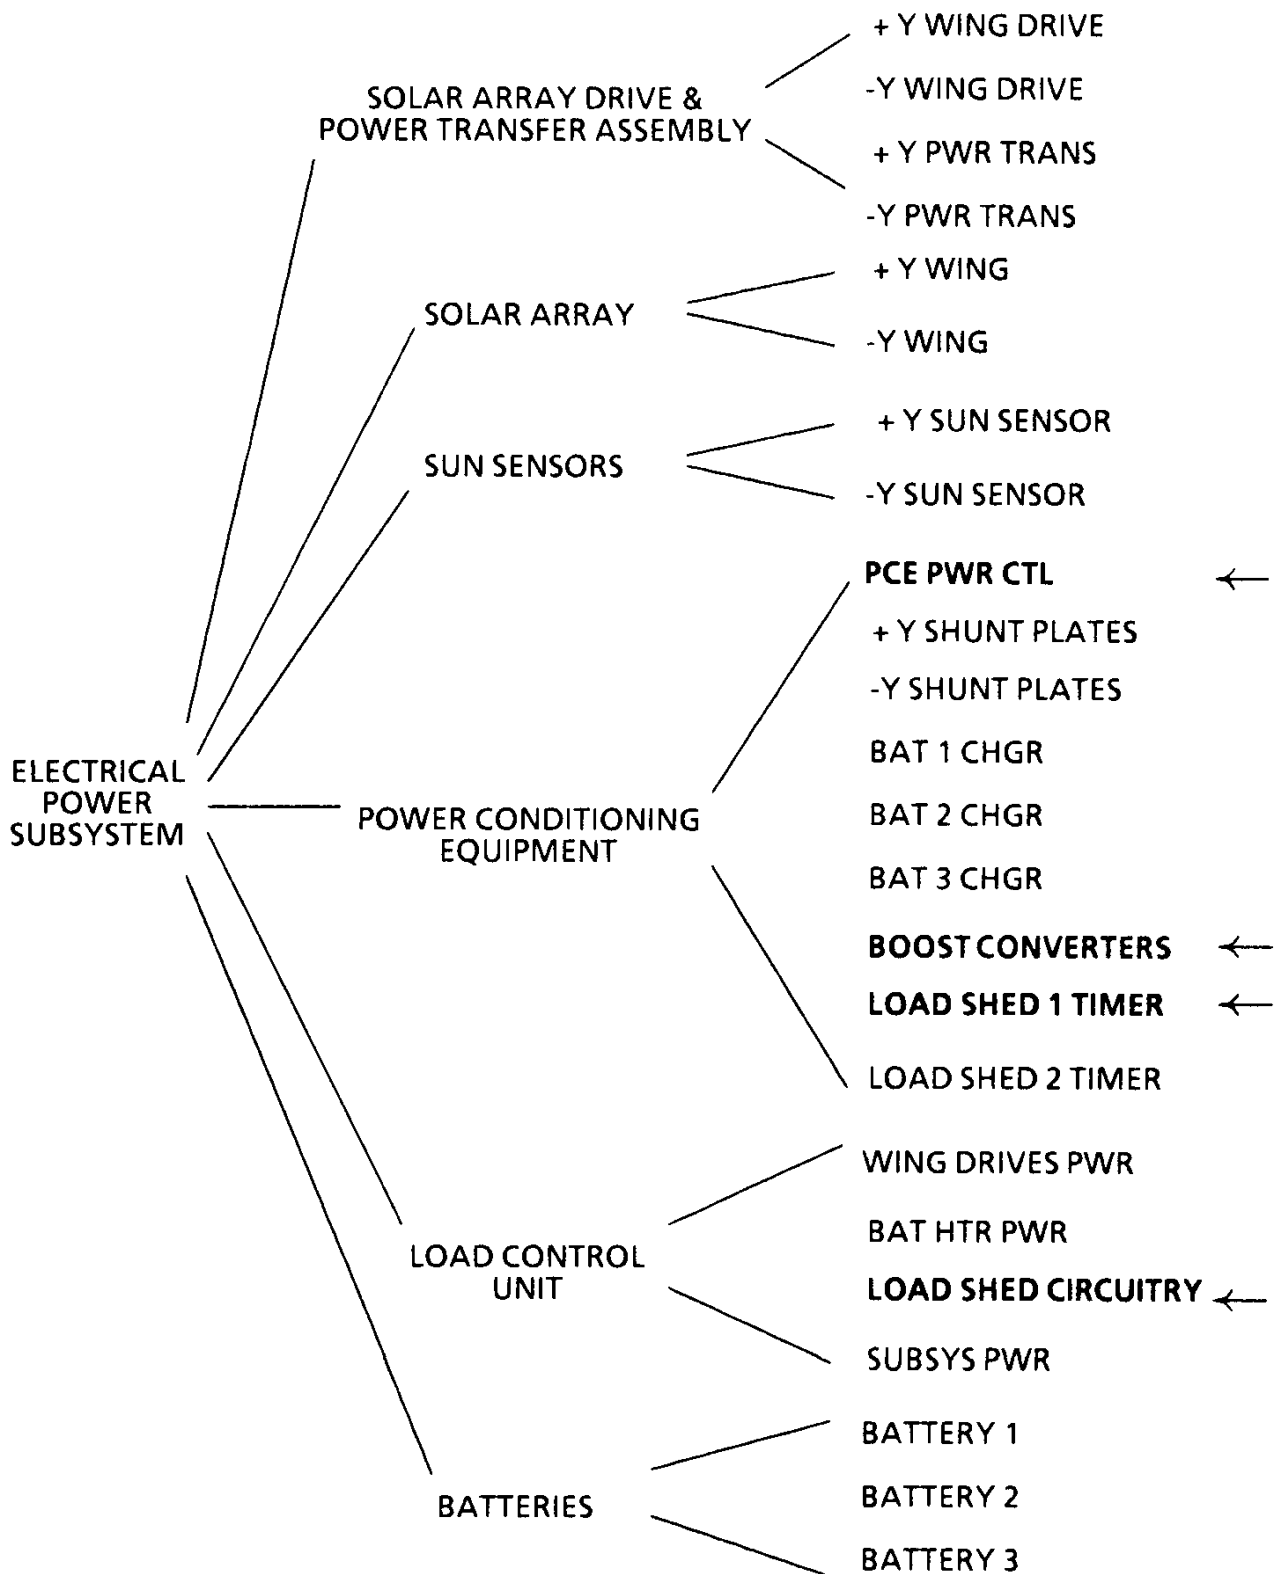 + Y WING DRIVE
SOLAR ARRAY DRIVE &
POWER TRANSFER ASSEMBLY
-Y WING DRIVE
+ Y PWR TRANS
-Y PWR TRANS
SOLAR ARRAY
+ Y WING
-Y WING
SUN SENSORS
+ Y SUN SENSOR
-Y SUN SENSOR
ELECTRICAL
POWER
SUBSYSTEM
POWER CONDITIONING
EQUIPMENT
PCE PWR CTL
+ Y SHUNT PLATES
-Y SHUNT PLATES
BAT 1 CHGR
BAT 2 CHGR
BAT 3 CHGR
BOOST CONVERTERS
LOAD SHED 1 TIMER
LOAD SHED 2 TIMER
LOAD CONTROL
UNIT
WING DRIVES PWR
BAT HTR PWR
LOAD SHED CIRCUITRY
SUBSYS PWR
BATTERIES
BATTERY 1
BATTERY 2
BATTERY 3